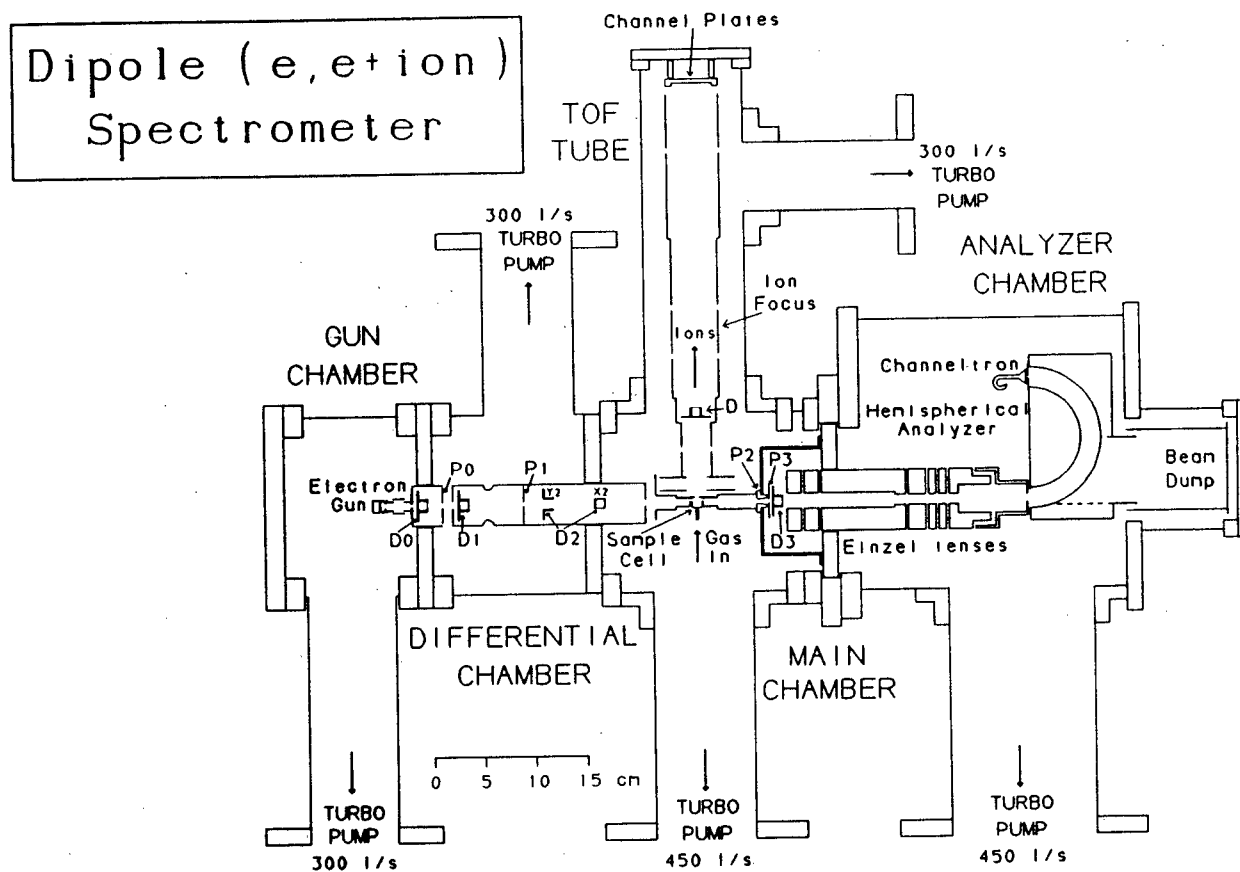 Dipole (e,e+ion)
Spectrometer
Channel Plates
TOF
TUBE
300 l/s
TURBO
PUMP
300 l/s
TURBO
PUMP
ANALYZER
CHAMBER
Ion
Focus
Ions
GUN
CHAMBER
Channeltron
D
Hemispherical
Analyzer
P0
P1
P2
P3
Electron
Gun
Y2
X2
Beam
Dump
D0
D1
D2
Sample
Cell
Gas
In
D3
Einzel lenses
DIFFERENTIAL
CHAMBER
MAIN
CHAMBER
0 5 10 15 cm
TURBO
PUMP
300 l/s
TURBO
PUMP
450 l/s
TURBO
PUMP
450 l/s